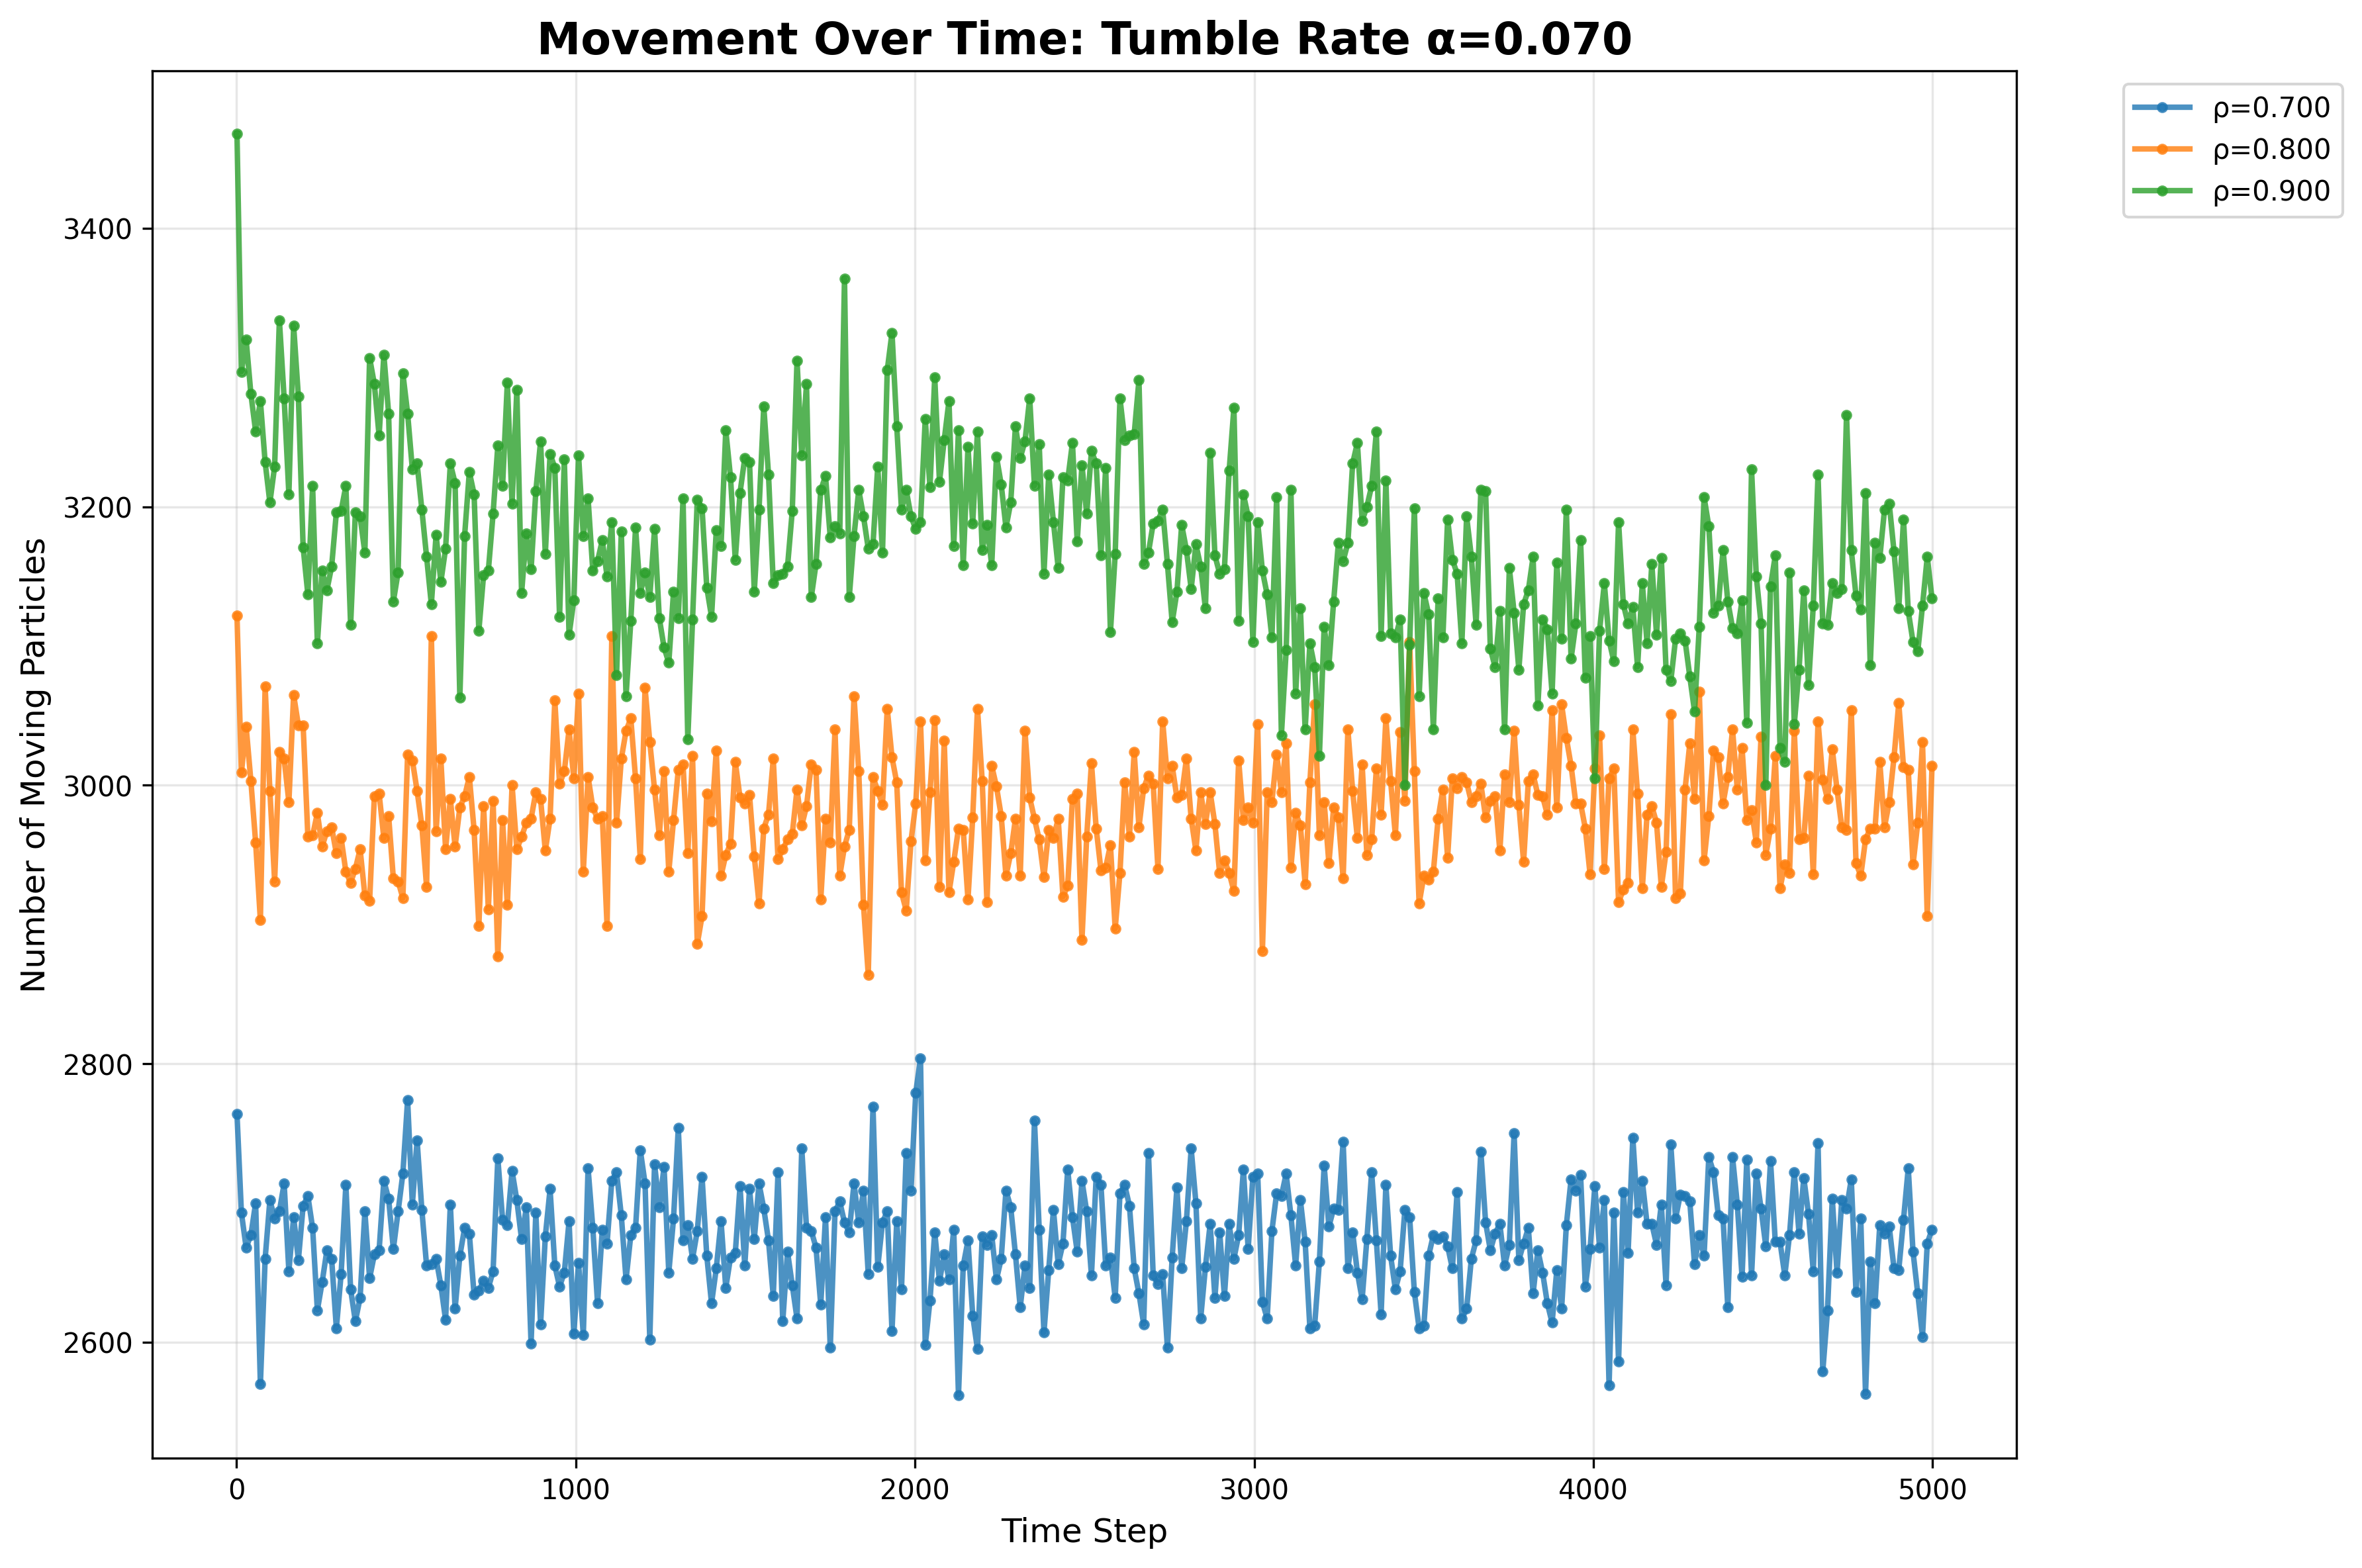 Movement Over Time: Tumble Rate α=0.070
ρ=0.700
ρ=0.800
ρ=0.900
Number of Moving Particles
3400
3200
3000
2800
2600
0 1000 2000 3000 4000 5000
Time Step